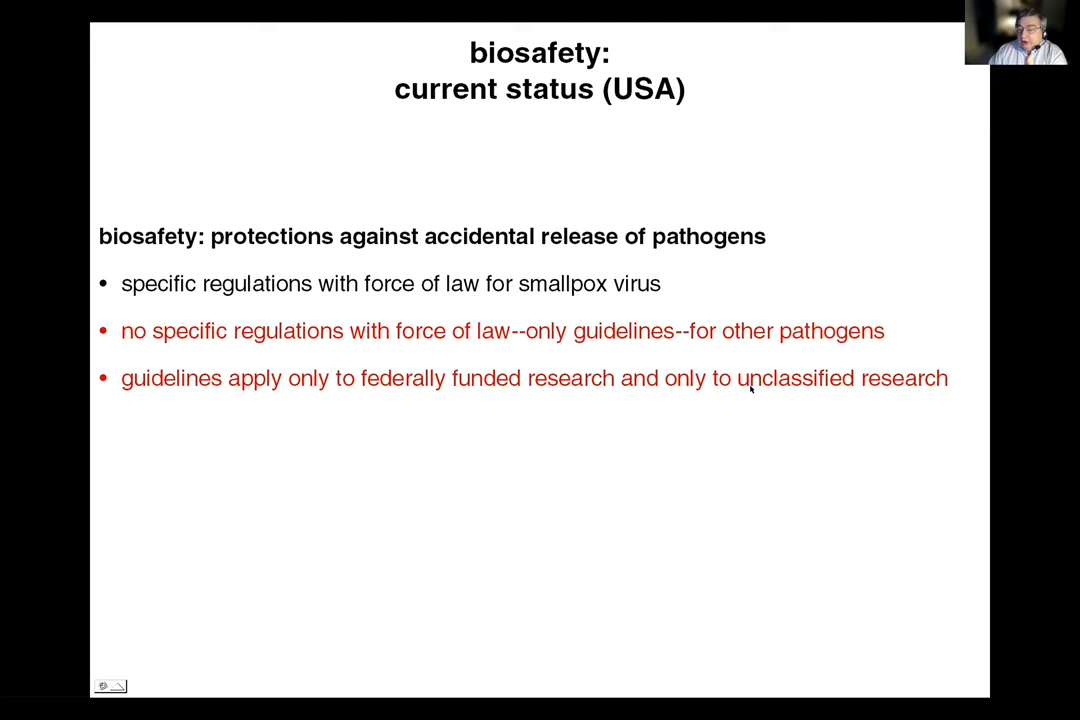 biosafety:
current status (USA)
biosafety: protections against accidental release of pathogens
• specific regulations with force of law for smallpox virus
• no specific regulations with force of law--only guidelines--for other pathogens
• guidelines apply only to federally funded research and only to unclassified research